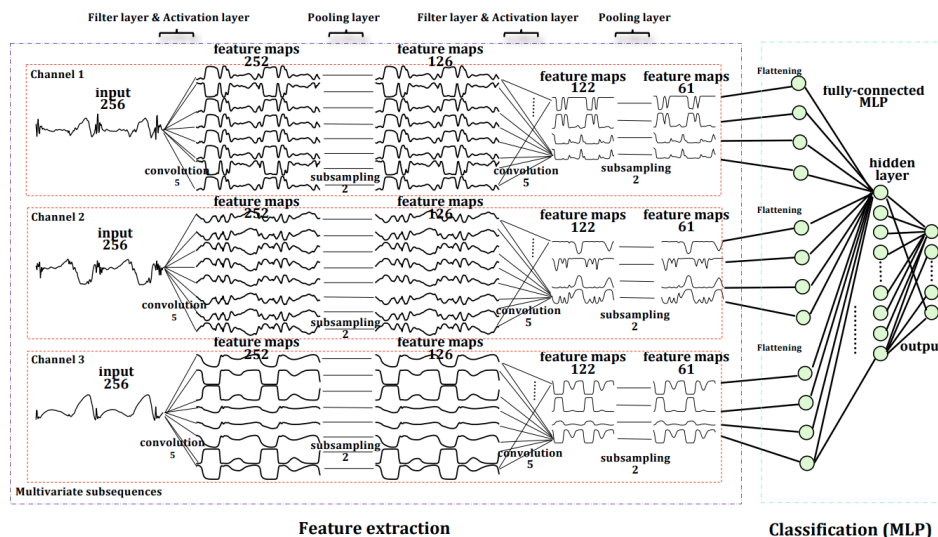 Filter layer & Activation layer
Pooling layer
Filter layer & Activation layer
Pooling layer
Channel 1
input
256
feature maps
252
feature maps
126
feature maps
122
feature maps
61
convolution
5
subsampling
2
convolution
5
subsampling
2
Channel 2
input
256
feature maps
252
feature maps
126
feature maps
122
feature maps
61
convolution
5
subsampling
2
convolution
5
subsampling
2
Channel 3
input
256
feature maps
252
feature maps
126
feature maps
122
feature maps
61
convolution
5
subsampling
2
convolution
5
subsampling
2
Multivariate subsequences
Flattening
Flattening
Flattening
fully-connected
MLP
hidden
layer
output
Feature extraction
Classification (MLP)